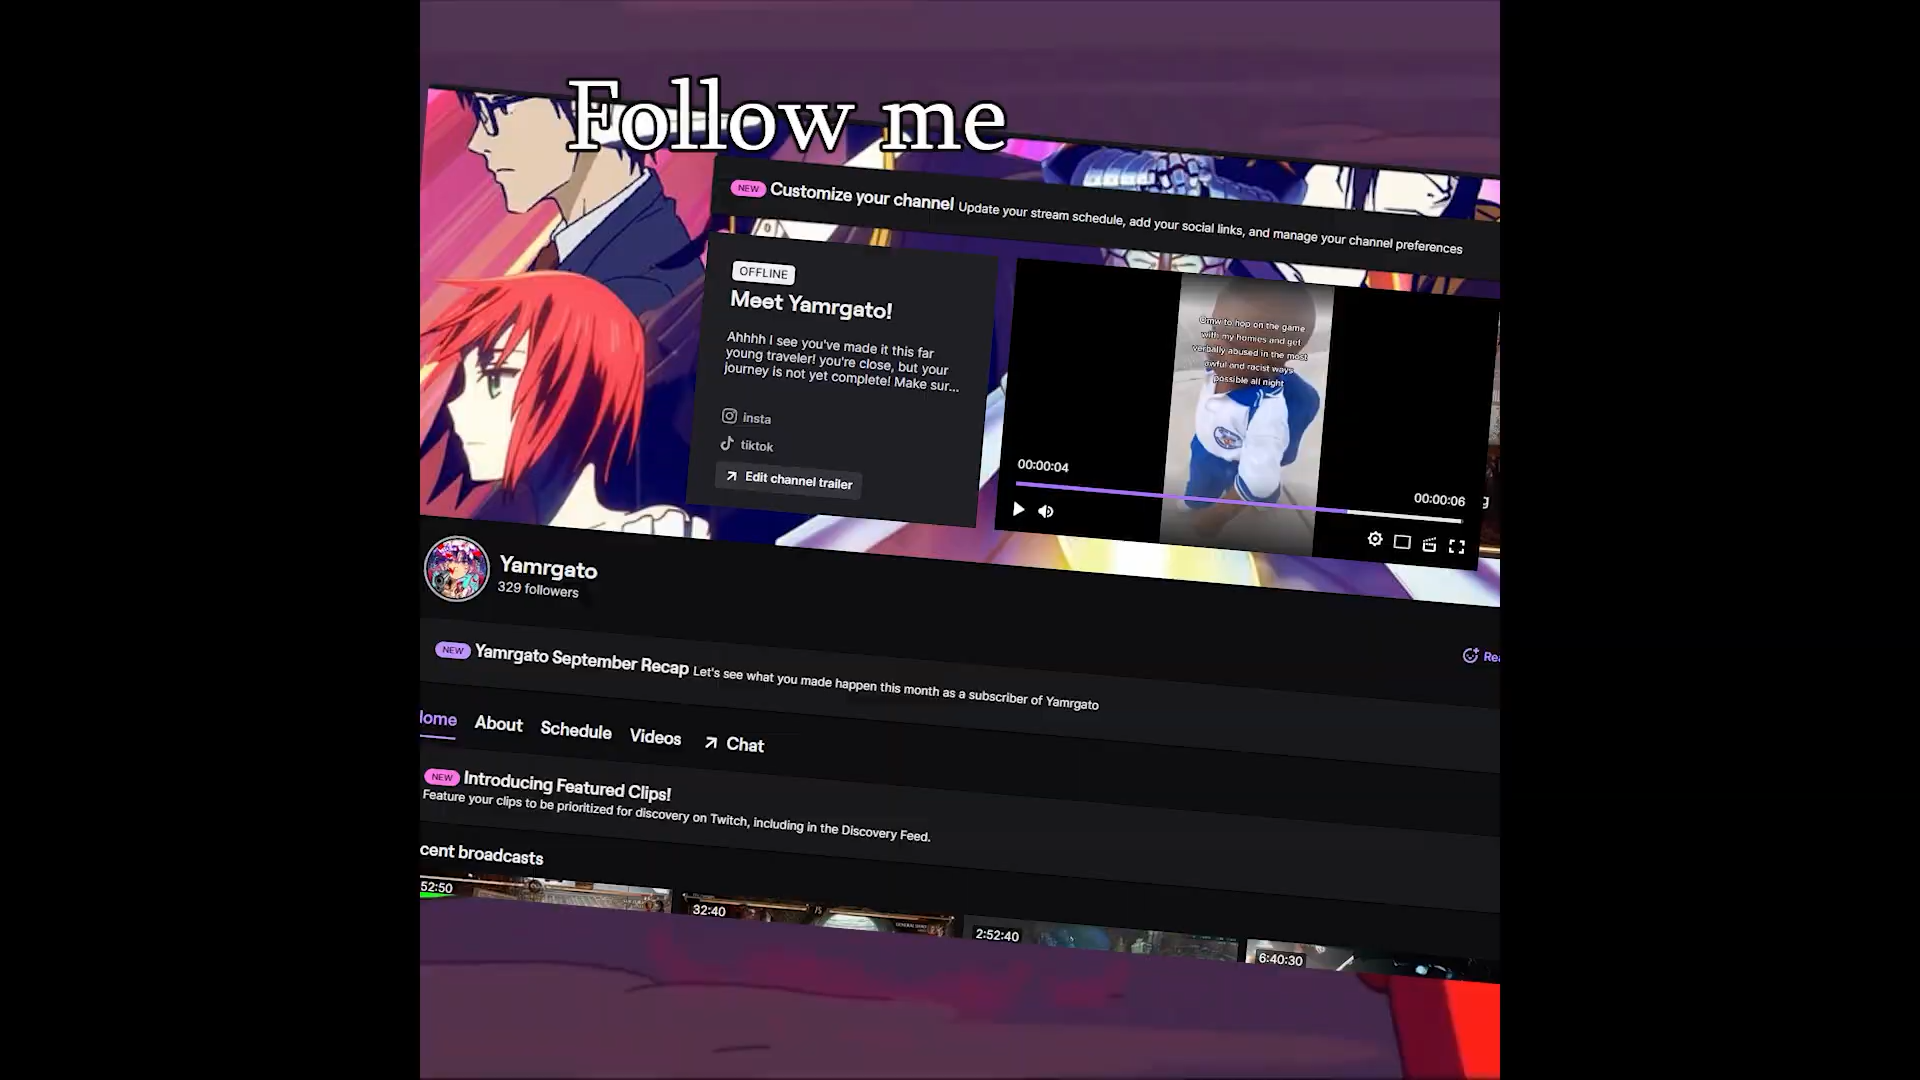 Follow me
NEW Customize your channel Update your stream schedule, add your social links, and manage your channel preferences
OFFLINE
Meet Yamrgato!
Ahhhh I see you've made it this far
young traveler! you're close, but your
journey is not yet complete! Make sur...
insta
tiktok
Edit channel trailer
Omw to hop on the game
with my homies and get
verbally abused in the most
awful and racist ways
possible all night
00:00:04
00:00:06
Yamrgato
329 followers
Rea
NEW Yamrgato September Recap Let's see what you made happen this month as a subscriber of Yamrgato
Home About Schedule Videos Chat
NEW Introducing Featured Clips!
Feature your clips to be prioritized for discovery on Twitch, including in the Discovery Feed.
cent broadcasts
52:50
32:40
2:52:40
6:40:30